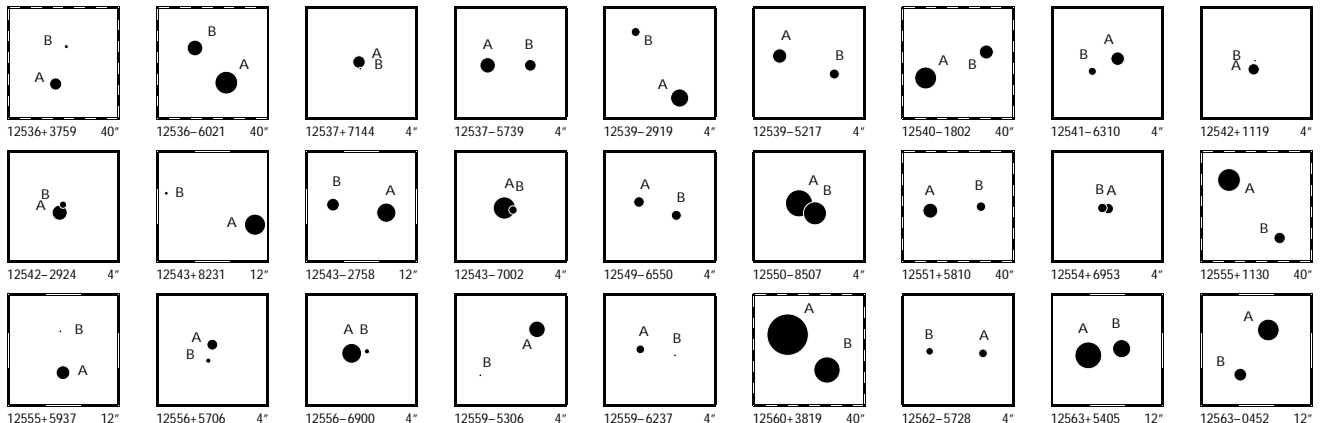 B
A
12536+3759 40"
B
A
12536−6021 40"
A
B
12537+7144 4"
A B
12537−5739 4"
B
A
12539−2919 4"
A
B
12539−5217 4"
A
B
12540−1802 40"
A
B
12541−6310 4"
B
A
12542+1119 4"
B
A
12542−2924 4"
B
A
12543+8231 12"
B
A
12543−2758 12"
A B
12543−7002 4"
A
B
12549−6550 4"
A
B
12550−8507 4"
A
B
12551+5810 40"
B A
12554+6953 4"
A
B
12555+1130 40"
B
A
12555+5937 12"
A
B
12556+5706 4"
A B
12556−6900 4"
A
B
12559−5306 4"
A
B
12559−6237 4"
A
B
12560+3819 40"
B A
12562−5728 4"
A
B
12563+5405 12"
A
B
12563−0452 12"